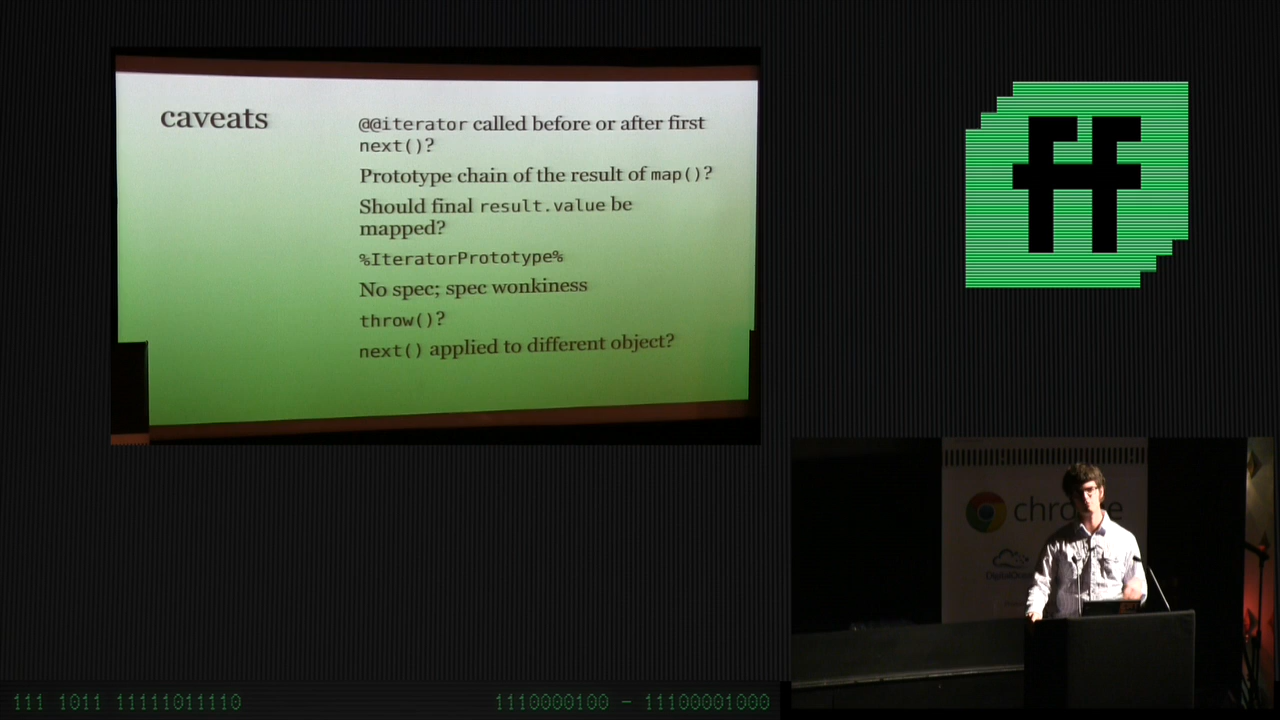 caveats
@@iterator called before or after first
next()?
Prototype chain of the result of map()?
Should final result.value be
mapped?
%IteratorPrototype%
No spec; spec wonkiness
throw()?
next() applied to different object?
ff
111 1011 11111011110
1110000100 - 11100001000